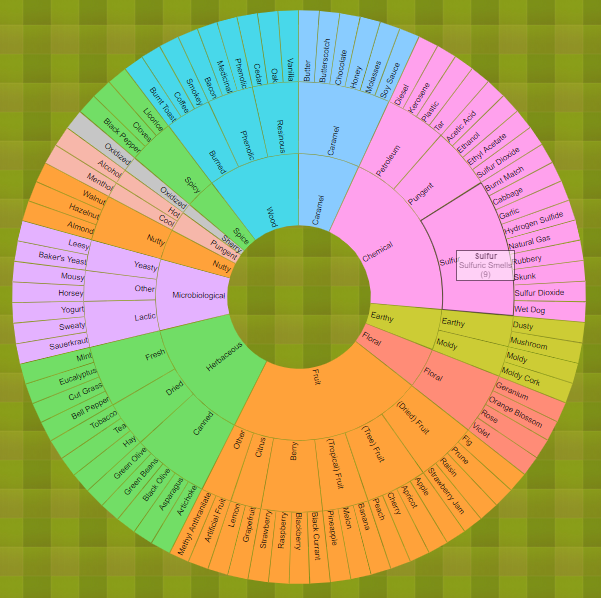 Caramel
Caramel
Butter
Butterscotch
Chocolate
Honey
Molasses
Soy Sauce
Chemical
Petroleum
Diesel
Kerosene
Plastic
Tar
Pungent
Acetic Acid
Ethanol
Ethyl Acetate
Sulfur Dioxide
Sulfur
Burnt Match
Cabbage
Garlic
Hydrogen Sulfide
Natural Gas
Rubbery
Skunk
Sulfur Dioxide
Wet Dog
Sulfur
Sulfuric Smells
(9)
Earthy
Earthy
Dusty
Mushroom
Moldy
Moldy
Moldy Cork
Floral
Floral
Geranium
Orange Blossom
Rose
Violet
Fruit
(Dried) Fruit
Fig
Prune
Raisin
Strawberry Jam
(Tree) Fruit
Apple
Apricot
Cherry
Peach
(Tropical) Fruit
Banana
Melon
Pineapple
Berry
Black Currant
Blackberry
Raspberry
Strawberry
Citrus
Grapefruit
Lemon
Other
Artificial Fruit
Methyl Anthranilate
Herbaceous
Canned
Artichoke
Asparagus
Black Olive
Green Beans
Green Olive
Dried
Hay
Tea
Tobacco
Fresh
Bell Pepper
Cut Grass
Eucalyptus
Mint
Microbiological
Lactic
Sauerkraut
Sweaty
Yogurt
Other
Horsey
Mousy
Yeasty
Baker's Yeast
Leesy
Nutty
Nutty
Almond
Hazelnut
Walnut
Pungent
Cool
Menthol
Hot
Alcohol
Sherry
Oxidized
Oxidized
Spice
Spicy
Black Pepper
Cloves
Licorice
Wood
Burned
Burnt Toast
Coffee
Smokey
Phenolic
Bacon
Medicinal
Phenolic
Resinous
Cedar
Oak
Vanilla